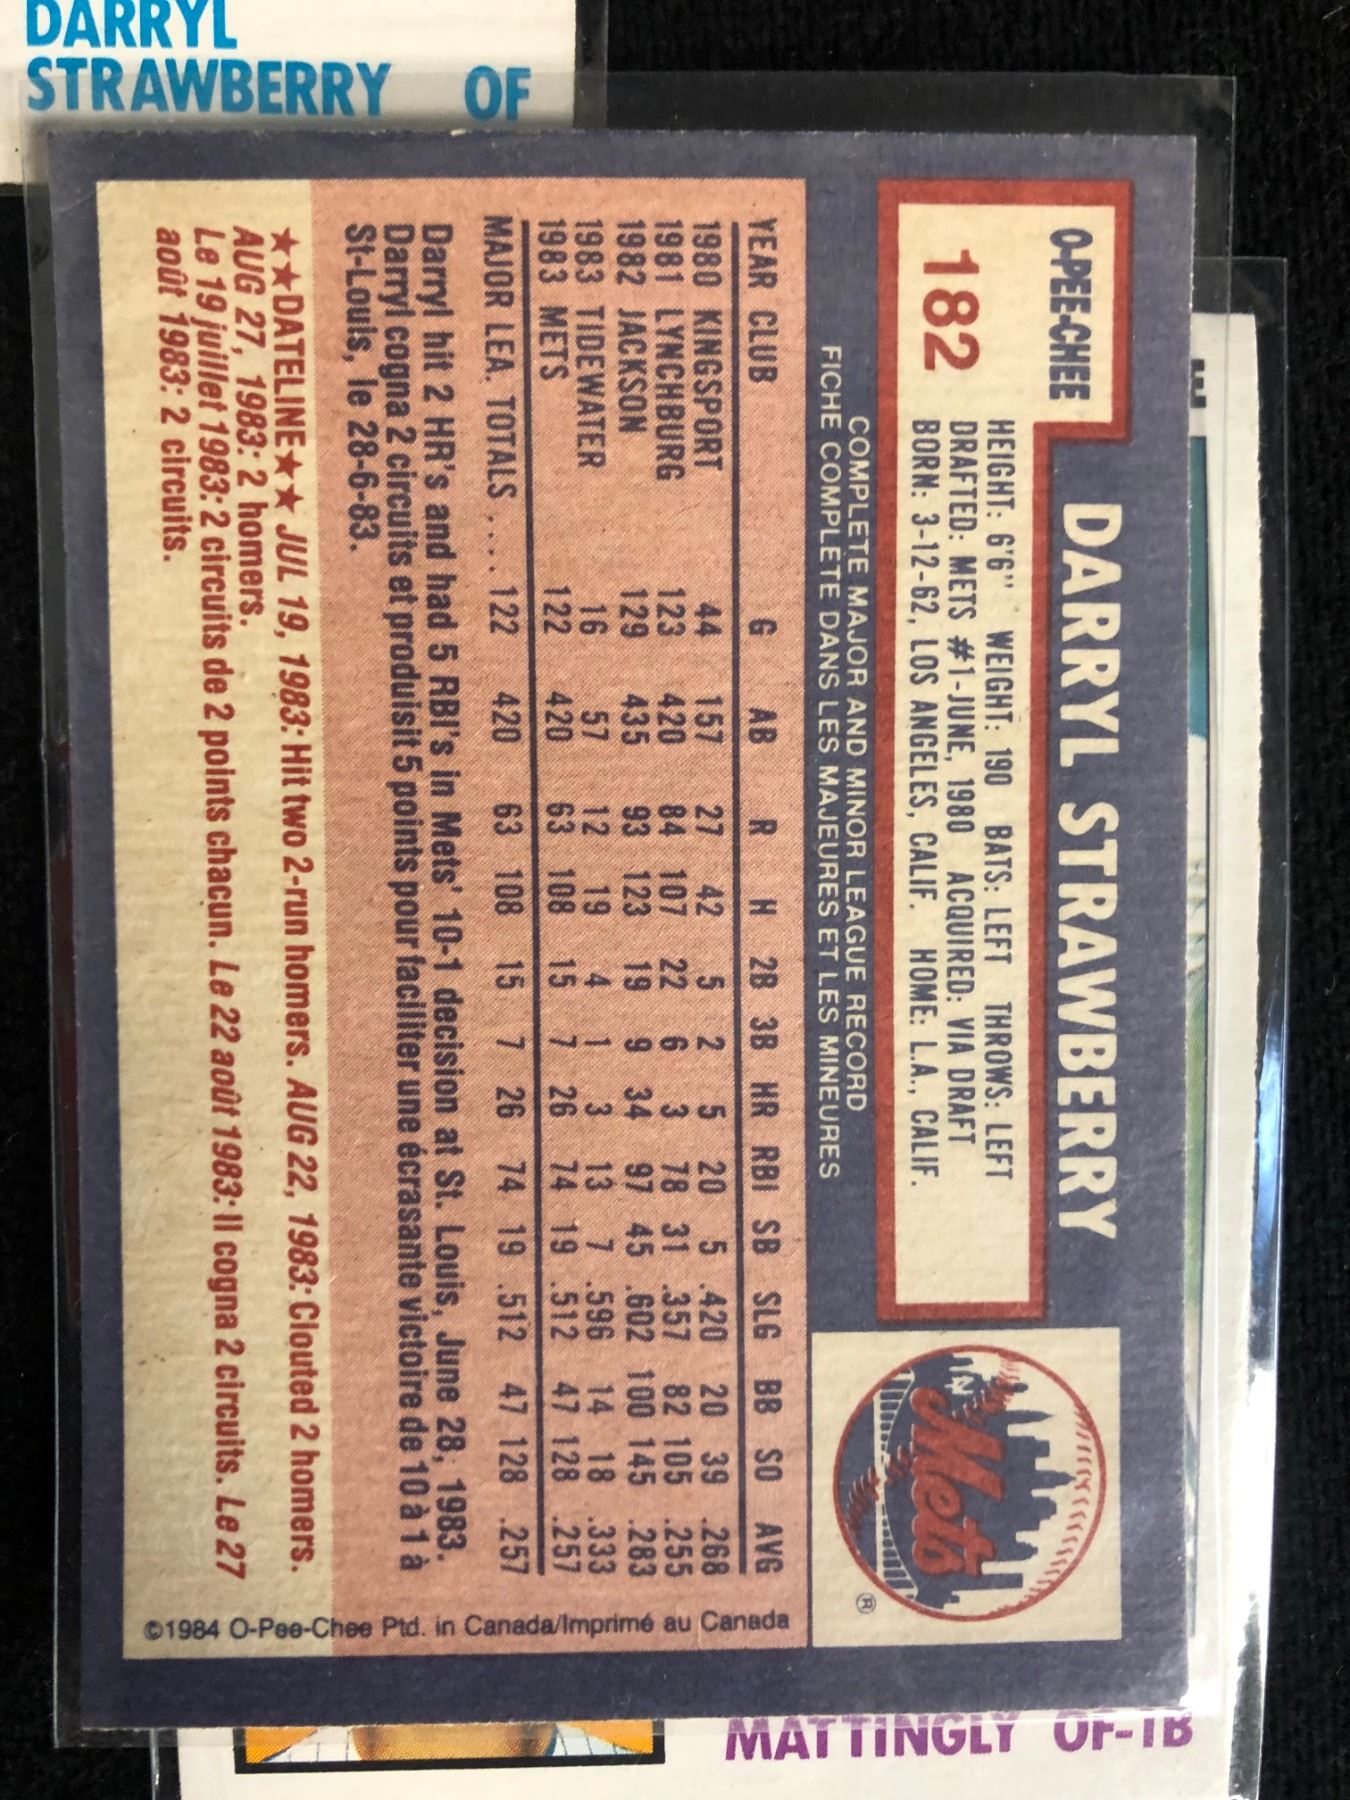 DARRYL
STRAWBERRY OF
O-PEE-CHEE
182
DARRYL STRAWBERRY
HEIGHT: 6'6" WEIGHT: 190 BATS: LEFT THROWS: LEFT
DRAFTED: METS #1-JUNE, 1980 ACQUIRED: VIA DRAFT
BORN: 3-12-62, LOS ANGELES, CALIF. HOME: L.A., CALIF.
Mets
NY
®
COMPLETE MAJOR AND MINOR LEAGUE RECORD
FICHE COMPLÈTE DANS LES MAJEURES ET LES MINEURES
YEAR CLUB G AB R H 2B 3B HR RBI SB SLG BB SO AVG
1980 KINGSPORT 44 157 27 42 5 2 5 20 5 .420 20 39 .268
1981 LYNCHBURG 123 420 84 107 22 6 3 78 31 .357 82 105 .255
1982 JACKSON 129 435 93 123 19 9 34 97 45 .602 100 145 .283
1983 TIDEWATER 16 57 12 19 4 1 3 13 7 .596 14 18 .333
1983 METS 122 420 63 108 15 7 26 74 19 .512 47 128 .257
MAJOR LEA. TOTALS .... 122 420 63 108 15 7 26 74 19 .512 47 128 .257
Darryl hit 2 HR's and had 5 RBI's in Mets' 10-1 decision at St. Louis, June 28, 1983.
Darryl cogna 2 circuits et produisit 5 points pour faciliter une écrasante victoire de 10 à 1 à
St-Louis, le 28-6-83.
★★DATELINE★★ JUL 19, 1983: Hit two 2-run homers. AUG 22, 1983: Clouted 2 homers.
AUG 27, 1983: 2 homers.
Le 19 juillet 1983: 2 circuits de 2 points chacun. Le 22 août 1983: Il cogna 2 circuits. Le 27
août 1983: 2 circuits.
©1984 O-Pee-Chee Ptd. in Canada/Imprimé au Canada
MATTINGLY OF-1B